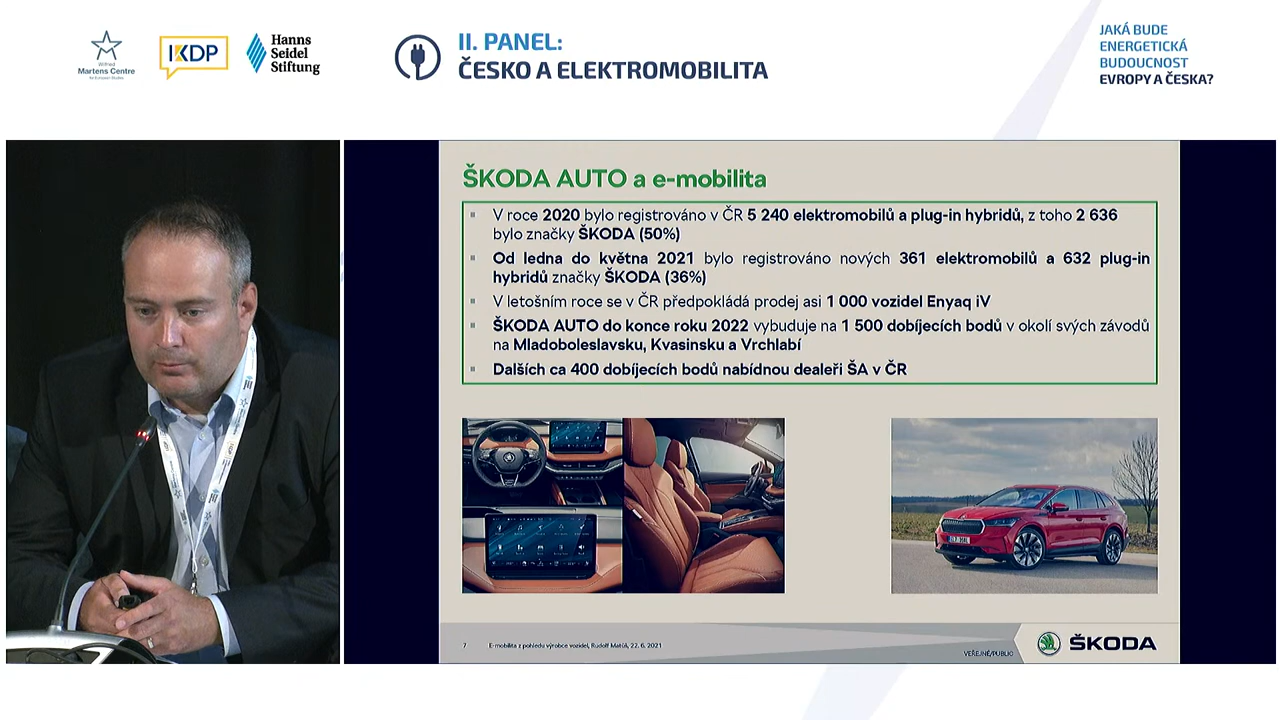 Wilfried
Martens Centre
for European Studies
IKDP
Hanns
Seidel
Stiftung
II. PANEL:
ČESKO A ELEKTROMOBILITA
JAKÁ BUDE
ENERGETICKÁ
BUDOUCNOST
EVROPY A ČESKA?
ŠKODA AUTO a e-mobilita
V roce 2020 bylo registrováno v ČR 5 240 elektromobilů a plug-in hybridů, z toho 2 636
bylo značky ŠKODA (50%)
Od ledna do května 2021 bylo registrováno nových 361 elektromobilů a 632 plug-in
hybridů značky ŠKODA (36%)
V letošním roce se v ČR předpokládá prodej asi 1 000 vozidel Enyaq iV
ŠKODA AUTO do konce roku 2022 vybuduje na 1 500 dobíjecích bodů v okolí svých závodů
na Mladoboleslavsku, Kvasinsku a Vrchlabí
Dalších ca 400 dobíjecích bodů nabídnou dealeři ŠA v ČR
7 E-mobilita z pohledu výrobce vozidel, Rudolf Matúš, 22. 6. 2021
VEŘEJNÉ/PUBLIC
ŠKODA